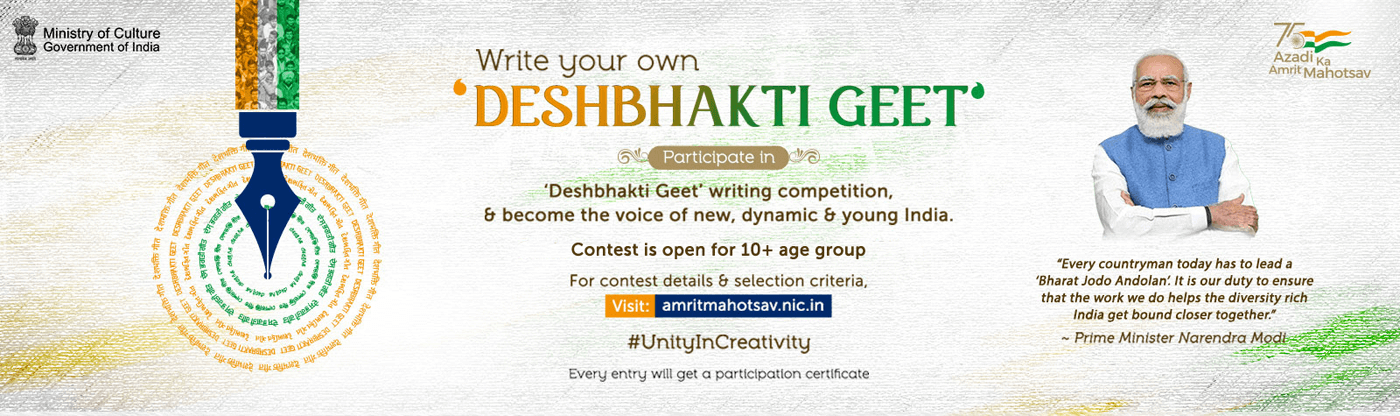 Ministry of Culture
Government of India
Write your own
‘DESHBHAKTI GEET‘
Participate in
‘Deshbhakti Geet’ writing competition,
& become the voice of new, dynamic & young India.
Contest is open for 10+ age group
For contest details & selection criteria,
Visit: amritmahotsav.nic.in
#UnityInCreativity
Every entry will get a participation certificate
75
Azadi Ka
Amrit Mahotsav
“Every countryman today has to lead a
‘Bharat Jodo Andolan’. It is our duty to ensure
that the work we do helps the diversity rich
India get bound closer together.”
~ Prime Minister Narendra Modi
देशभक्ति गीत
DESHBHAKTI GEET